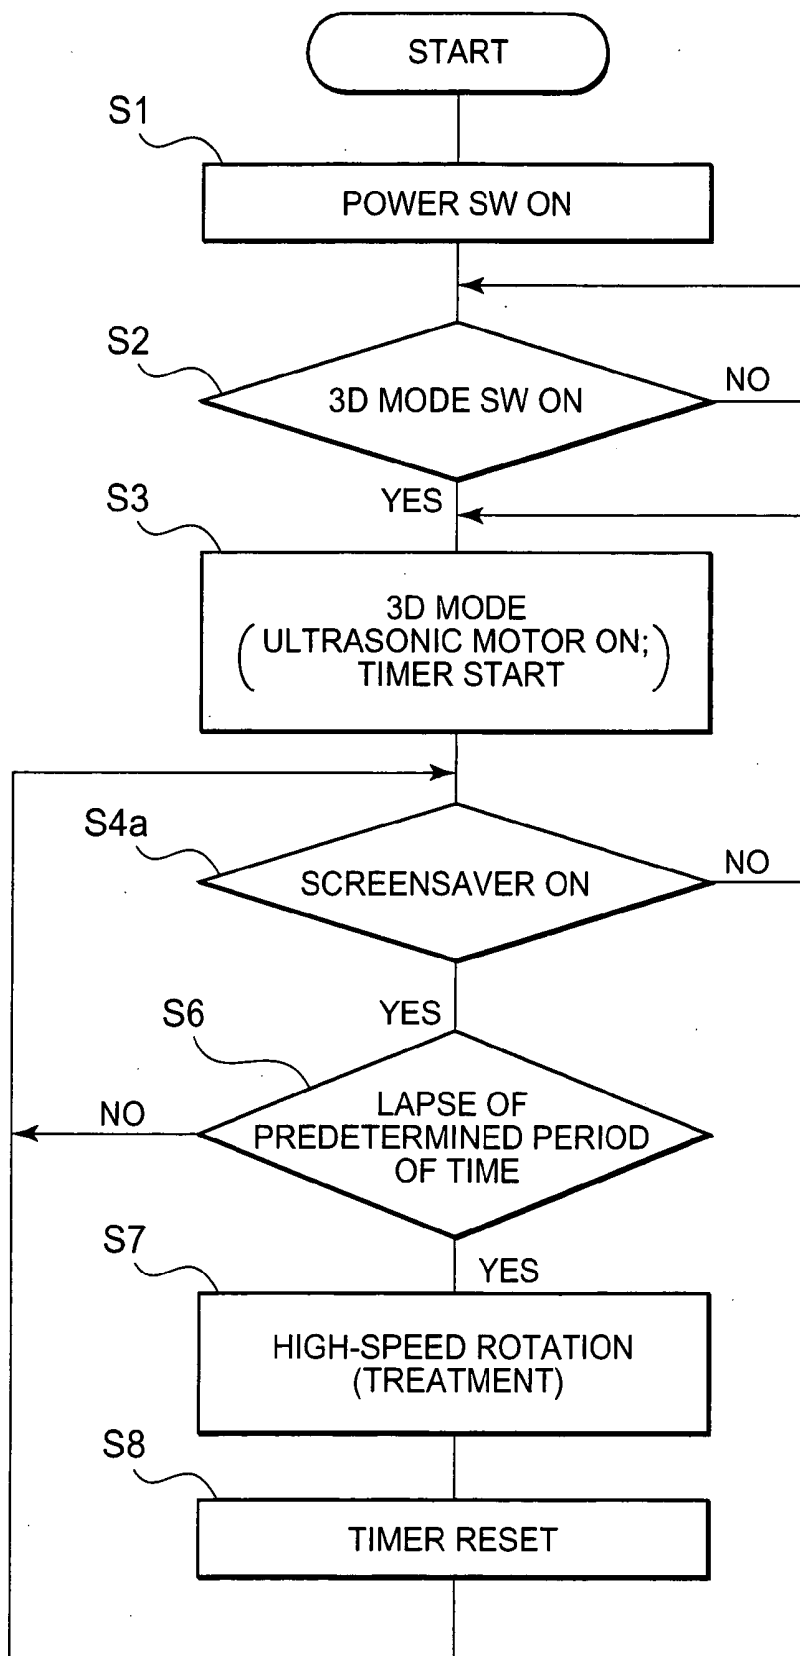 START
S1
POWER SW ON
S2
3D MODE SW ON
NO
YES
S3
3D MODE
(ULTRASONIC MOTOR ON;
TIMER START)
S4a
SCREENSAVER ON
NO
YES
S6
LAPSE OF
PREDETERMINED PERIOD
OF TIME
NO
YES
S7
HIGH-SPEED ROTATION
(TREATMENT)
S8
TIMER RESET